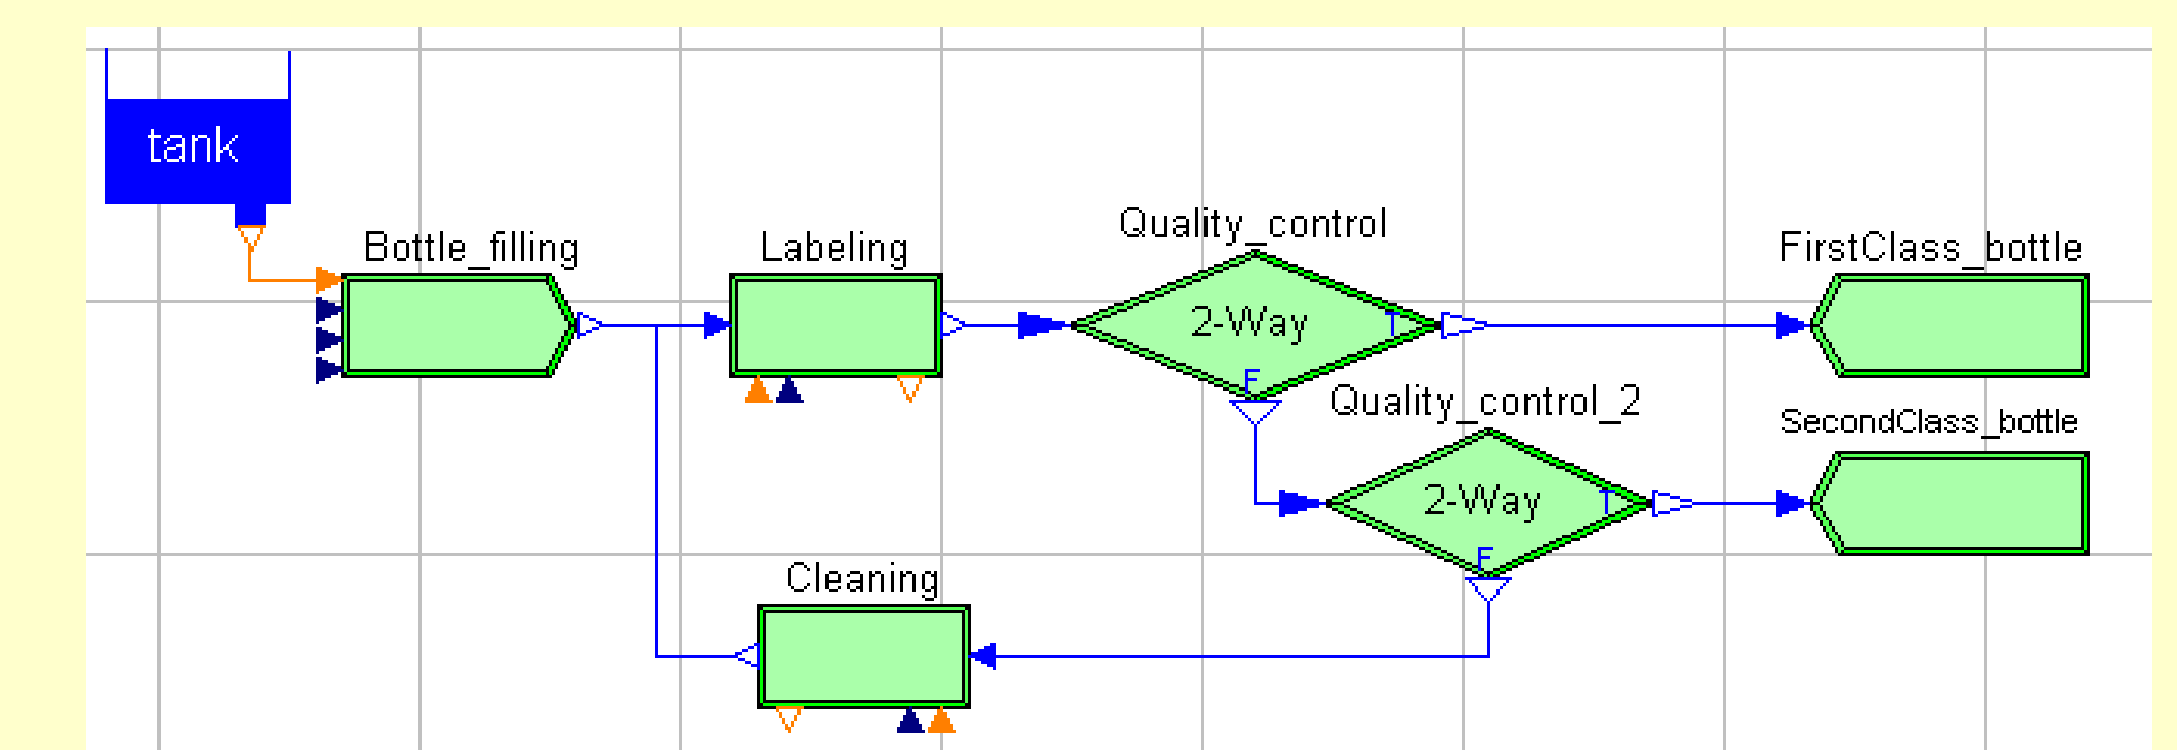 tank
Bottle_filling
Labeling
Quality_control
FirstClass_bottle
2-Way
T
F
Quality_control_2
SecondClass_bottle
2-Way
T
F
Cleaning